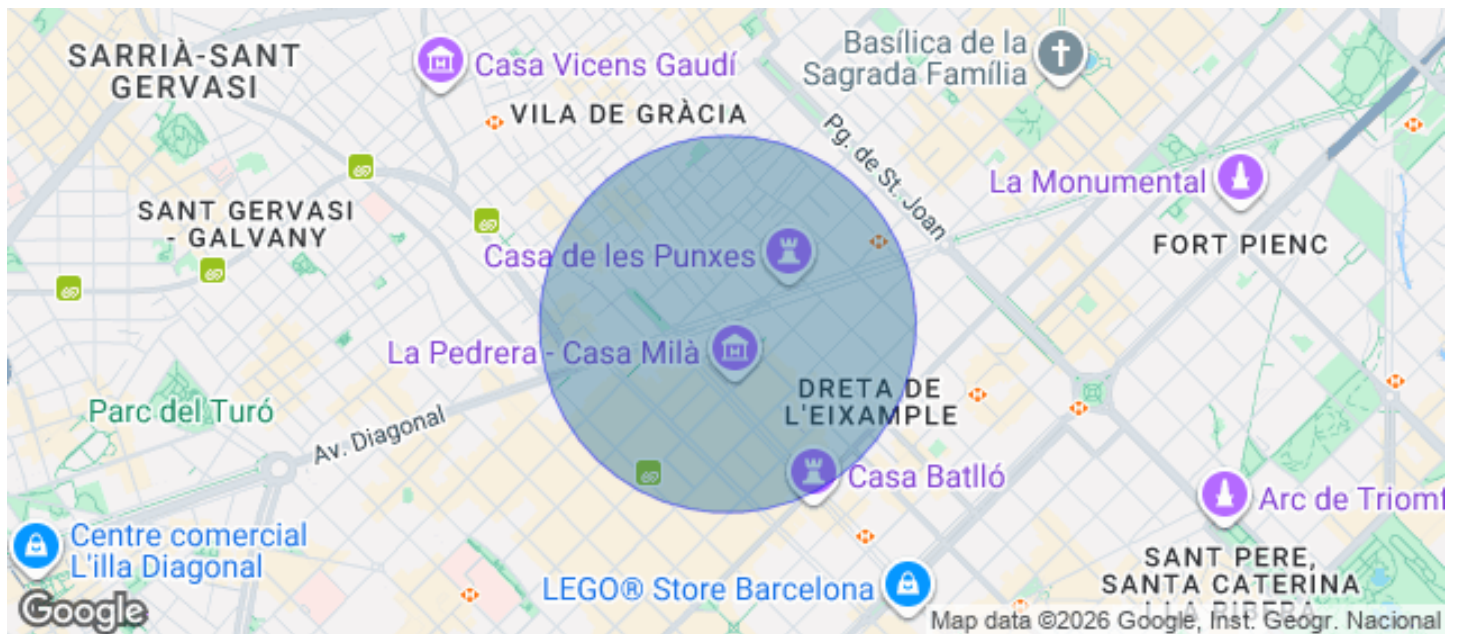 SARRIÀ-SANT
GERVASI
Casa Vicens Gaudí
Basílica de la
Sagrada Família
VILA DE GRÀCIA
Pg. de St. Joan
La Monumental
SANT GERVASI
- GALVANY
Casa de les Punxes
FORT PIENC
La Pedrera - Casa Milà
DRETA DE
L'EIXAMPLE
Parc del Turó
Av. Diagonal
Casa Batlló
Arc de Triomf
Centre comercial
L'illa Diagonal
LEGO® Store Barcelona
SANT PERE,
SANTA CATERINA
I LA RIBERA
Google
Map data ©2026 Google, Inst. Geogr. Nacional